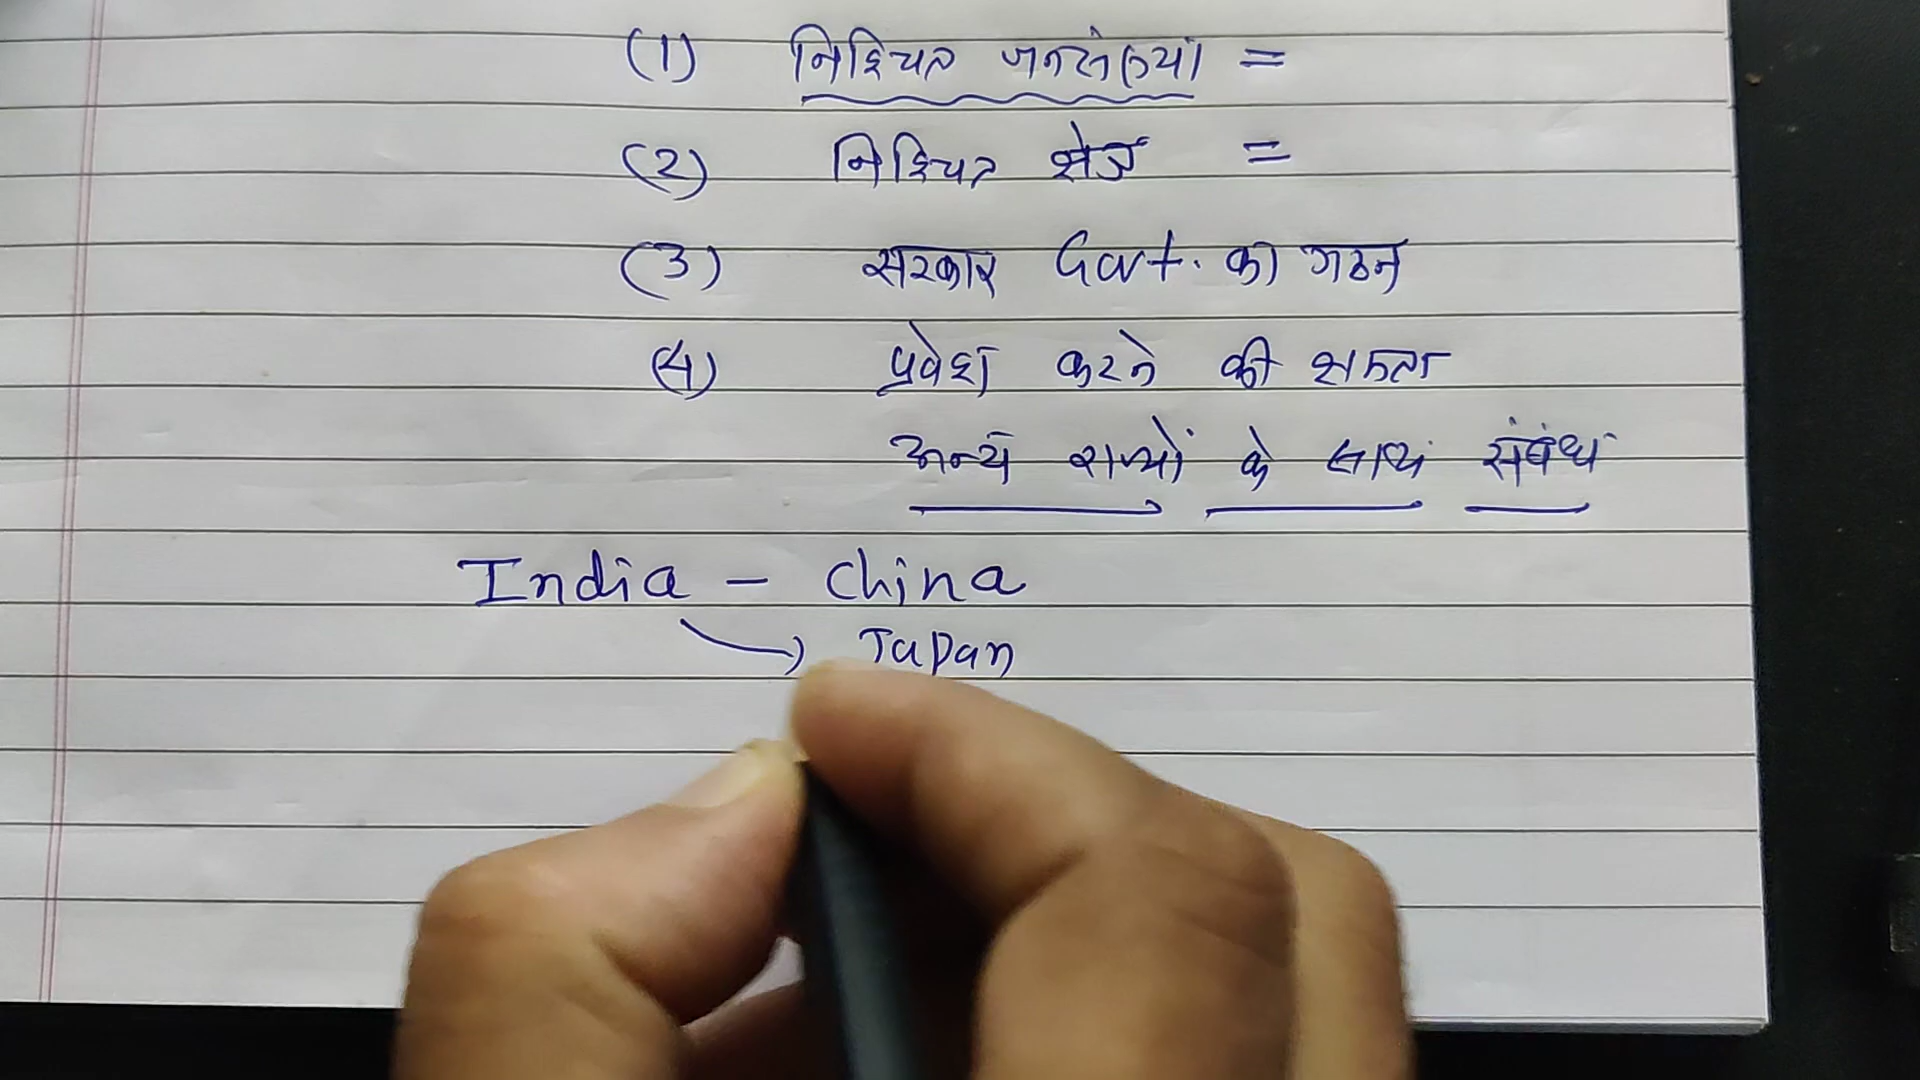 (1) निश्चित जनसंख्या =
(2) निश्चित क्षेत्र =
(3) सरकार Govt. का गठन
(4) प्रवेश करने की क्षमता
अन्य राज्यों के साथ संबंध
India - China
Japan